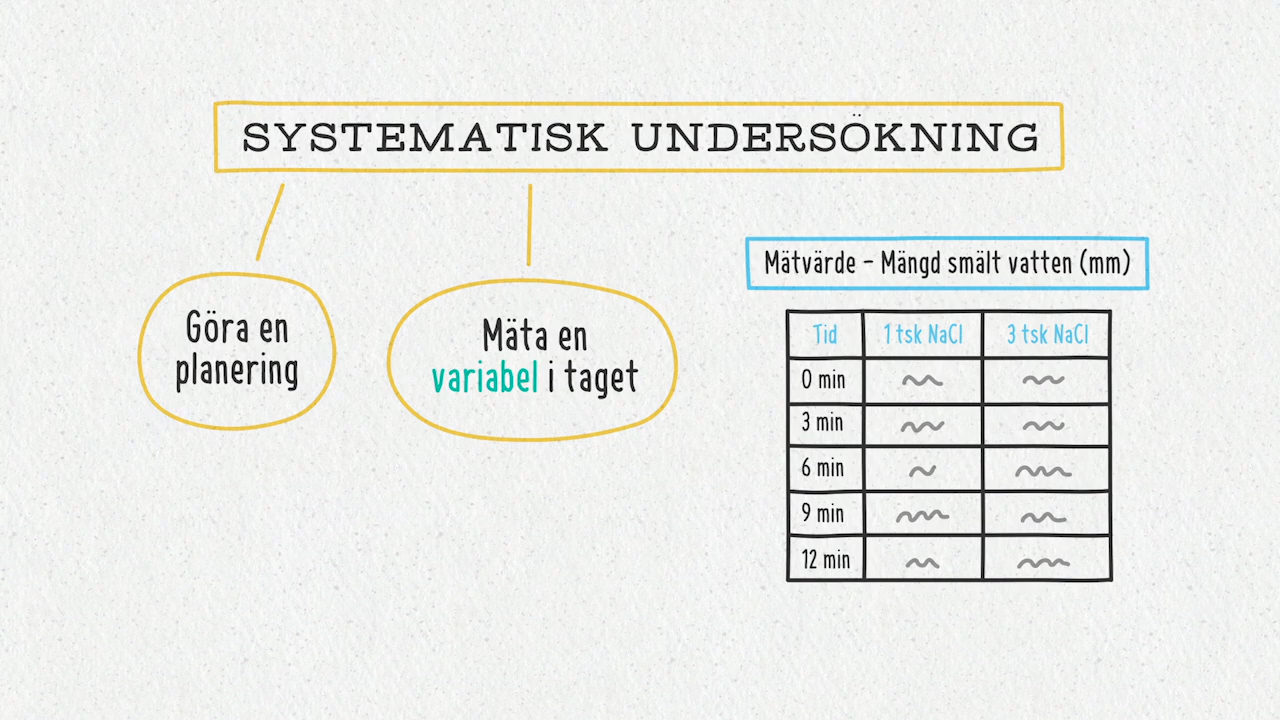 SYSTEMATISK UNDERSÖKNING
Göra en
planering
Mäta en
variabel i taget
Mätvärde - Mängd smält vatten (mm)
Tid 1 tsk NaCl 3 tsk NaCl
0 min
3 min
6 min
9 min
12 min